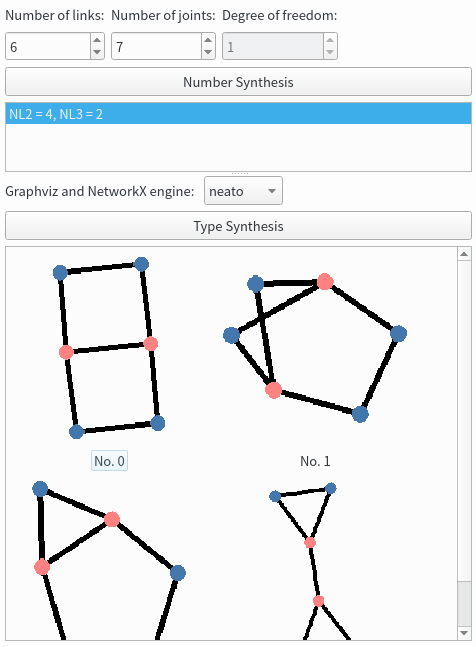 Number of links: Number of joints: Degree of freedom:
6 7 1
Number Synthesis
NL2 = 4, NL3 = 2
Graphviz and NetworkX engine: neato
Type Synthesis
No. 0 No. 1